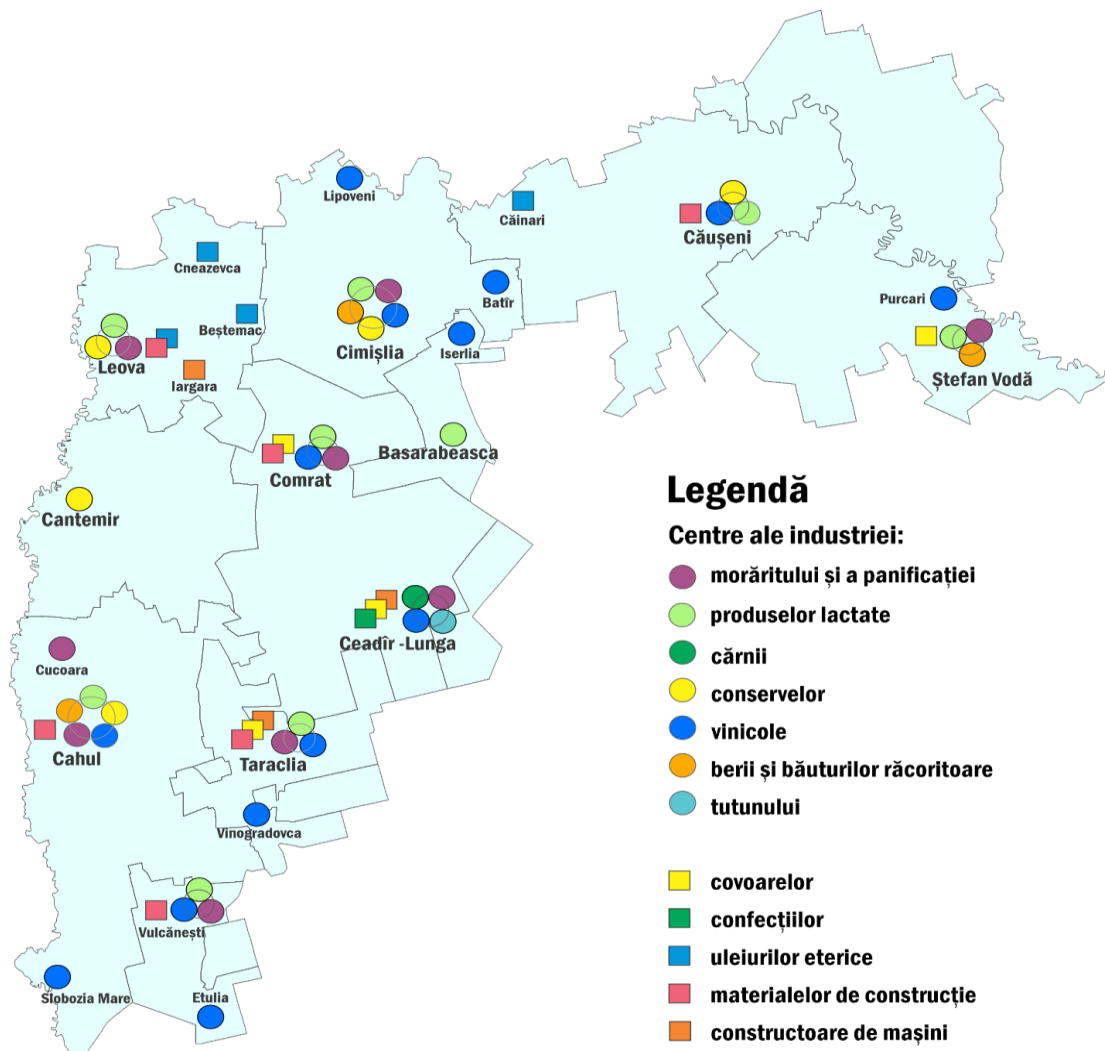 Lipoveni
Căinari
Căușeni
Cneazevca
Batîr
Purcari
Beștemac
Cimișlia
Iserlia
Leova
Iargara
Ștefan Vodă
Basarabeasca
Comrat
Cantemir
Ceadîr -Lunga
Cucoara
Cahul
Taraclia
Vinogradovca
Vulcănești
Slobozia Mare
Etulia
Legendă
Centre ale industriei:
morăritului și a panificației
produselor lactate
cărnii
conservelor
vinicole
berii și băuturilor răcoritoare
tutunului
covoarelor
confecțiilor
uleiurilor eterice
materialelor de construcție
constructoare de mașini